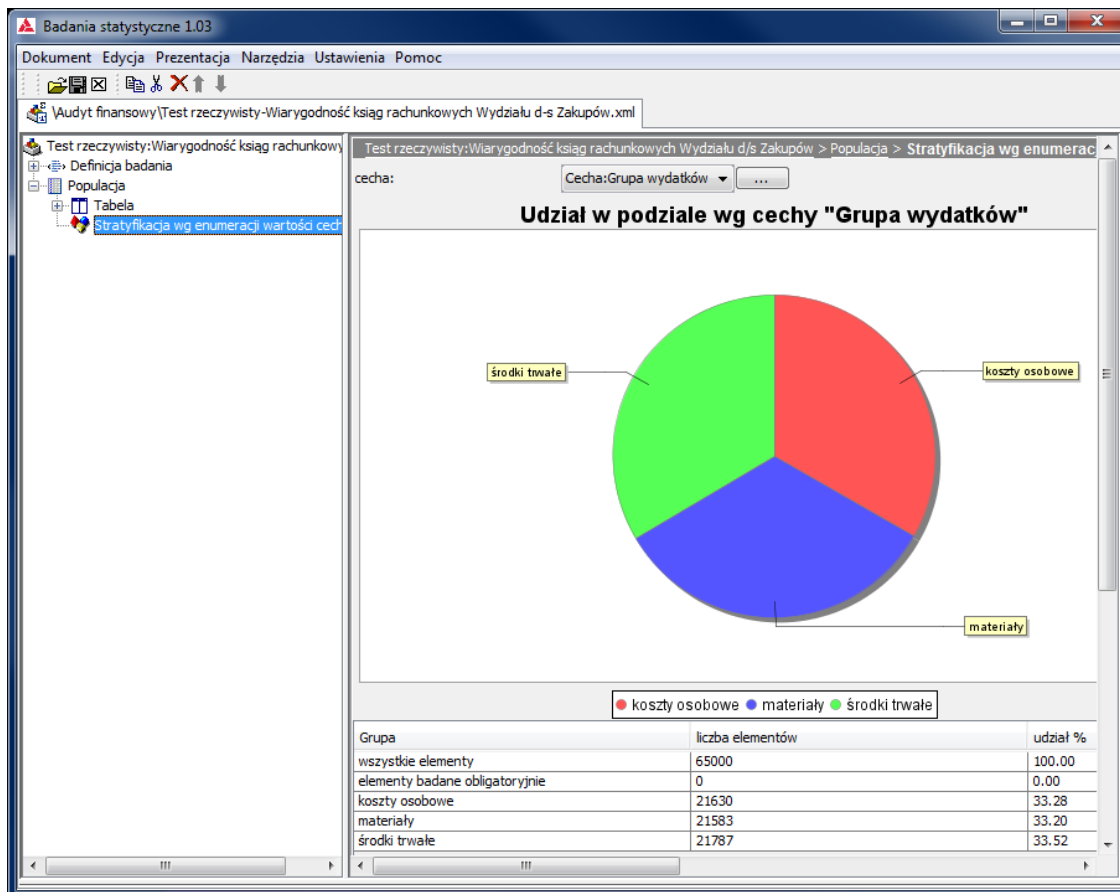 Badania statystyczne 1.03
Dokument Edycja Prezentacja Narzędzia Ustawienia Pomoc
\Audyt finansowy\Test rzeczywisty-Wiarygodność ksiąg rachunkowych Wydziału d-s Zakupów.xml
Test rzeczywisty:Wiarygodność ksiąg rachunkowy
Definicja badania
Populacja
Tabela
Stratyfikacja wg enumeracji wartości cech
Test rzeczywisty:Wiarygodność ksiąg rachunkowych Wydziału d/s Zakupów > Populacja > Stratyfikacja wg enumerac
cecha: Cecha:Grupa wydatków ...
Udział w podziale wg cechy "Grupa wydatków"
środki trwałe
koszty osobowe
materiały
koszty osobowe materiały środki trwałe
Grupa liczba elementów udział %
wszystkie elementy 65000 100.00
elementy badane obligatoryjnie 0 0.00
koszty osobowe 21630 33.28
materiały 21583 33.20
środki trwałe 21787 33.52